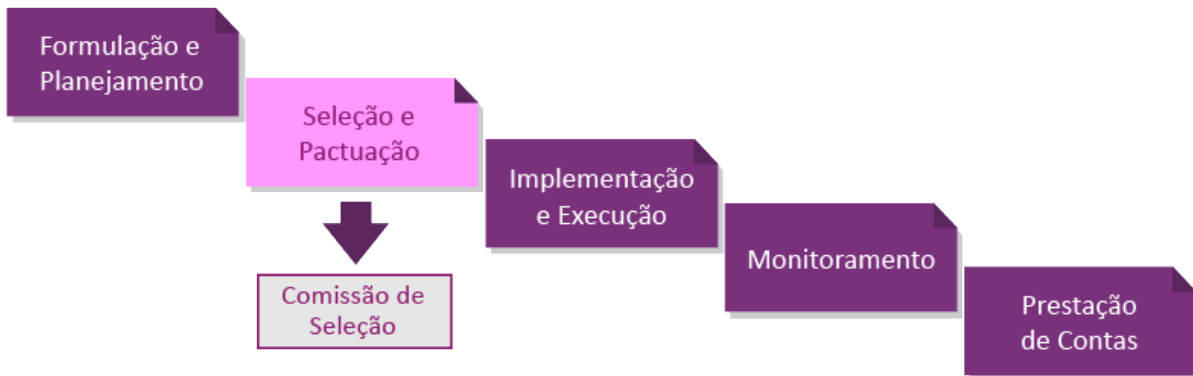 Formulação e
Planejamento
Seleção e
Pactuação
Implementação
e Execução
Monitoramento
Prestação
de Contas
Comissão de
Seleção